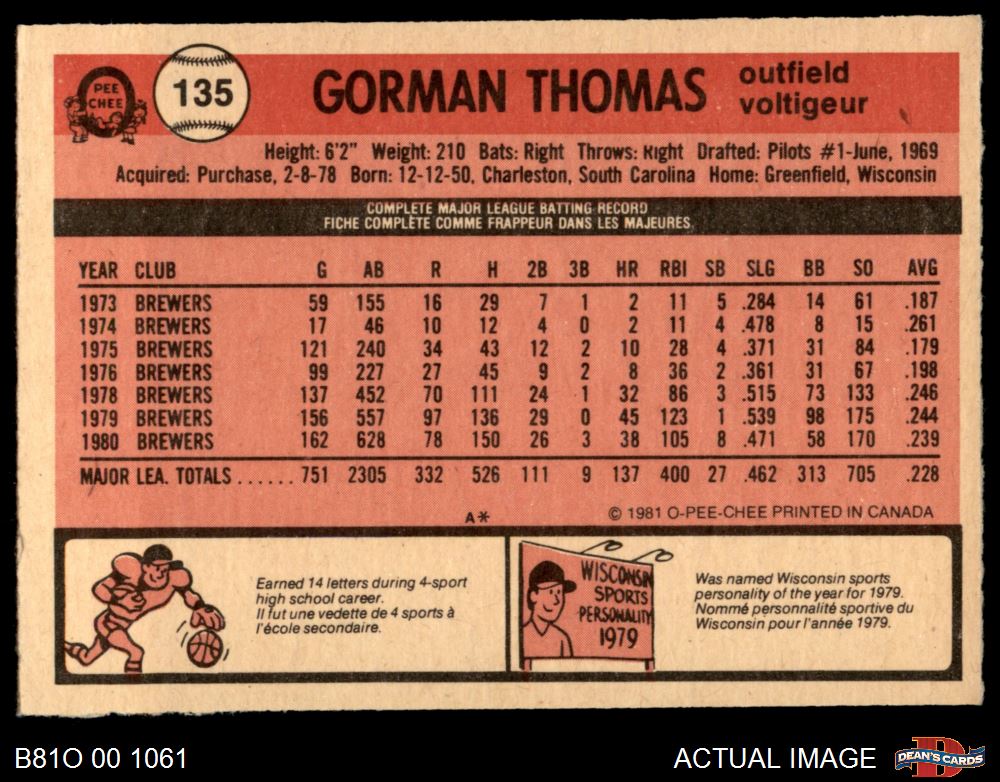 PEE
CHEE
135
GORMAN THOMAS
outfield
voltigeur
Height: 6'2" Weight: 210 Bats: Right Throws: Right Drafted: Pilots #1-June, 1969
Acquired: Purchase, 2-8-78 Born: 12-12-50, Charleston, South Carolina Home: Greenfield, Wisconsin
COMPLETE MAJOR LEAGUE BATTING RECORD
FICHE COMPLÈTE COMME FRAPPEUR DANS LES MAJEURES
YEAR CLUB G AB R H 2B 3B HR RBI SB SLG BB SO AVG
1973 BREWERS 59 155 16 29 7 1 2 11 5 .284 14 61 .187
1974 BREWERS 17 46 10 12 4 0 2 11 4 .478 8 15 .261
1975 BREWERS 121 240 34 43 12 2 10 28 4 .371 31 84 .179
1976 BREWERS 99 227 27 45 9 2 8 36 2 .361 31 67 .198
1978 BREWERS 137 452 70 111 24 1 32 86 3 .515 73 133 .246
1979 BREWERS 156 557 97 136 29 0 45 123 1 .539 98 175 .244
1980 BREWERS 162 628 78 150 26 3 38 105 8 .471 58 170 .239
MAJOR LEA. TOTALS ...... 751 2305 332 526 111 9 137 400 27 .462 313 705 .228
A* © 1981 O-PEE-CHEE PRINTED IN CANADA
Earned 14 letters during 4-sport
high school career.
Il fut une vedette de 4 sports à
l'école secondaire.
WISCONSIN
SPORTS
PERSONALITY
1979
Was named Wisconsin sports
personality of the year for 1979.
Nommé personnalité sportive du
Wisconsin pour l'année 1979.
B81O 00 1061
ACTUAL IMAGE
D
DEAN'S CARDS